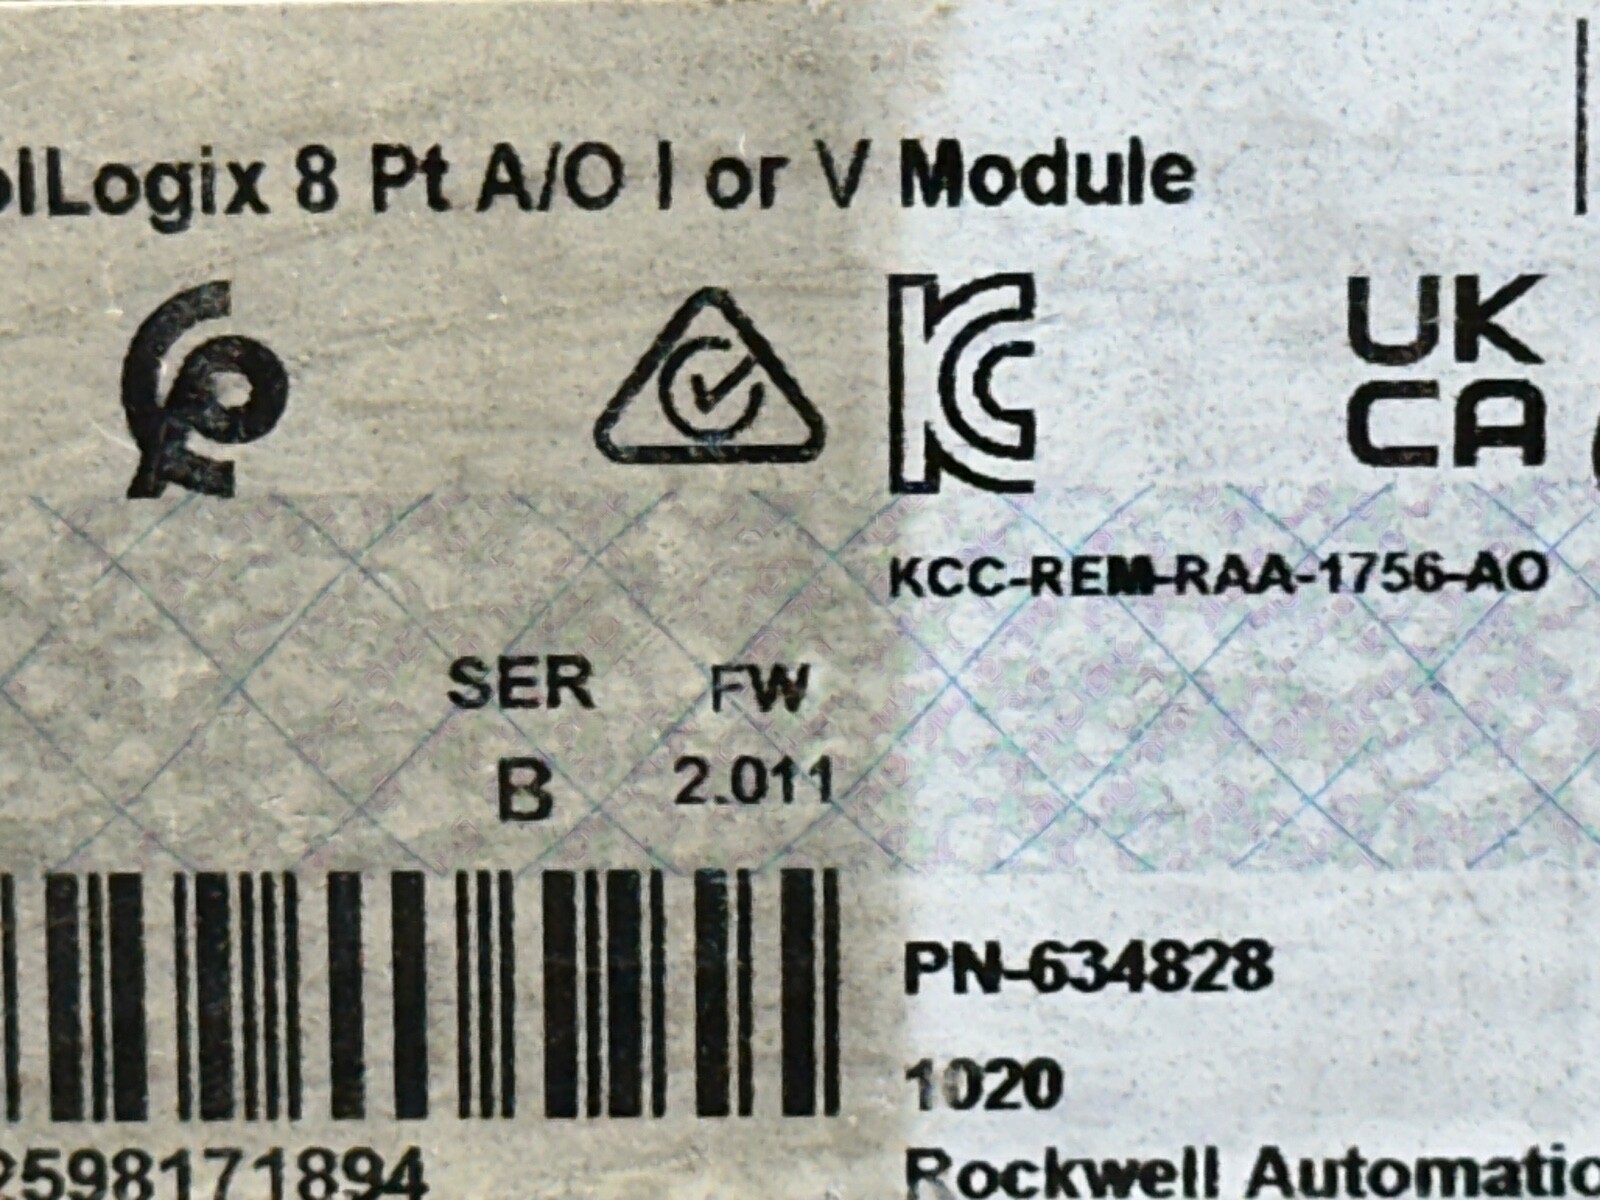 olLogix 8 Pt A/O I or V Module
UK
CA
KCC-REM-RAA-1756-AO
SER FW
B 2.011
PN-634828
1020
2598171894
Rockwell Automatio